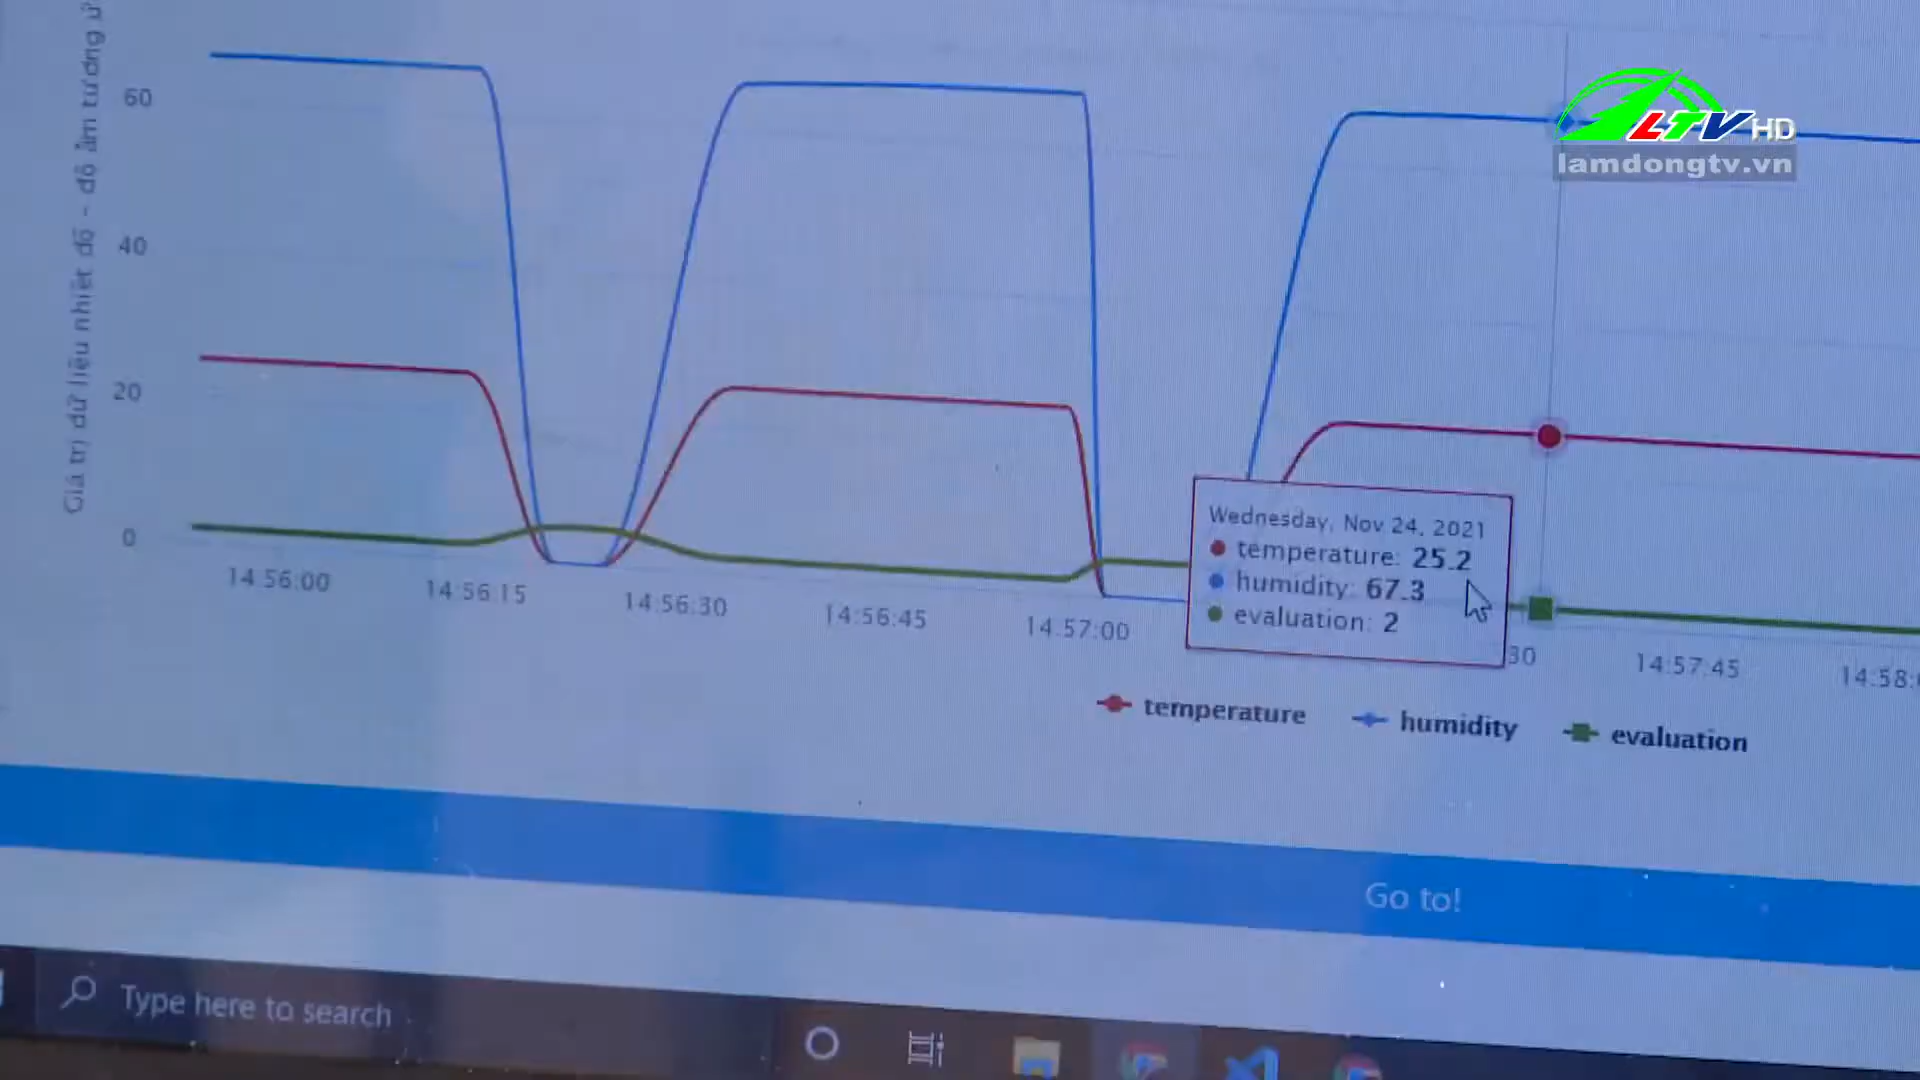 LTV HD
lamdongtv.vn
Giá trị dữ liệu nhiệt độ - độ ẩm tương
60
40
20
0
14:56:00
14:56:15
14:56:30
14:56:45
14:57:00
30
14:57:45
14:58:
Wednesday, Nov 24, 2021
temperature: 25.2
humidity: 67.3
evaluation: 2
temperature
humidity
evaluation
Go to!
Type here to search